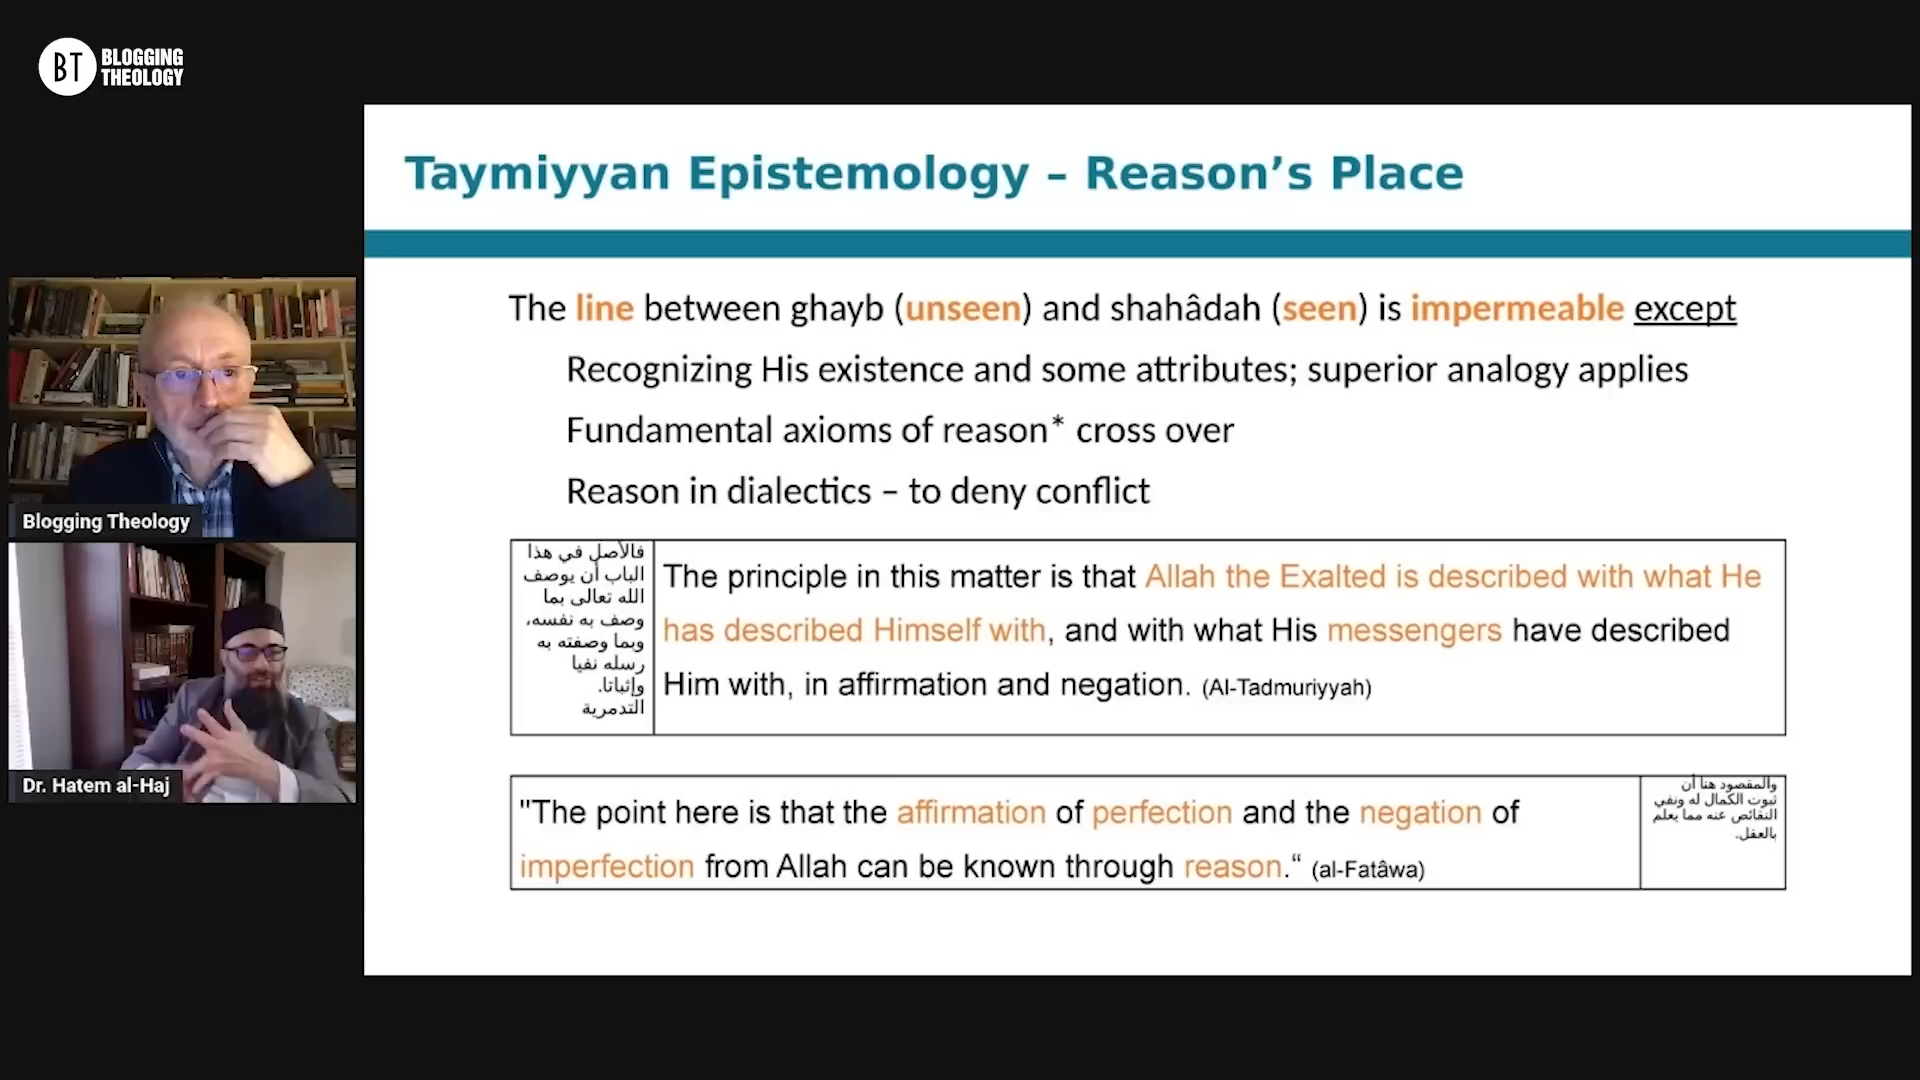 BT BLOGGING
THEOLOGY
Taymiyyan Epistemology – Reason’s Place
The line between ghayb (unseen) and shahâdah (seen) is impermeable except
Recognizing His existence and some attributes; superior analogy applies
Fundamental axioms of reason* cross over
Reason in dialectics – to deny conflict
فالأصل في هذا
الباب أن يوصف
الله تعالى بما
وصف به نفسه،
وبما وصفته به
رسله نفيا
وإثباتا.
التدمرية
The principle in this matter is that Allah the Exalted is described with what He
has described Himself with, and with what His messengers have described
Him with, in affirmation and negation. (Al-Tadmuriyyah)
"The point here is that the affirmation of perfection and the negation of
imperfection from Allah can be known through reason.“ (al-Fatâwa)
والمقصود هنا أن
ثبوت الكمال له ونفي
النقائص عنه مما يعلم
بالعقل.
Blogging Theology
Dr. Hatem al-Haj